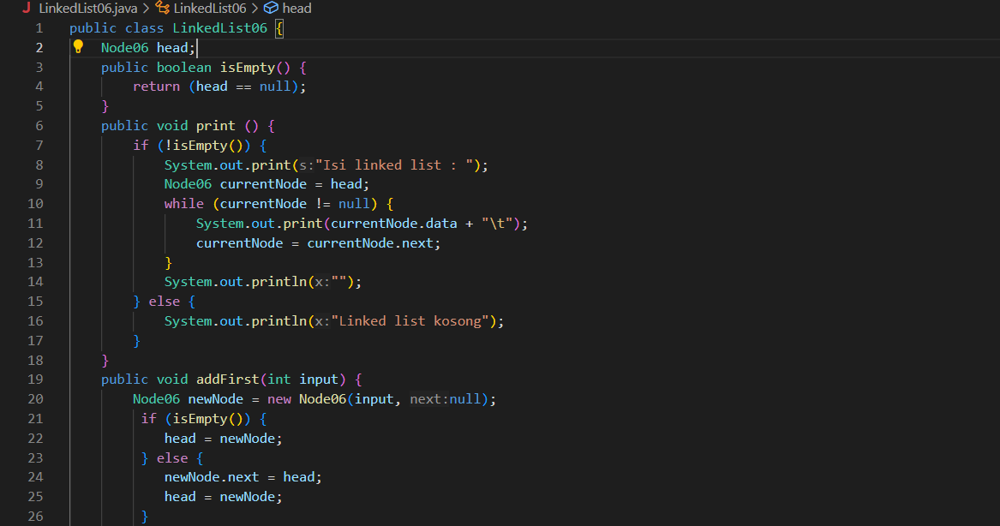 J LinkedList06.java > LinkedList06 > head
1 public class LinkedList06 {
2 Node06 head;
3 public boolean isEmpty() {
4 return (head == null);
5 }
6 public void print () {
7 if (!isEmpty()) {
8 System.out.print(s:"Isi linked list : ");
9 Node06 currentNode = head;
10 while (currentNode != null) {
11 System.out.print(currentNode.data + "\t");
12 currentNode = currentNode.next;
13 }
14 System.out.println(x:"");
15 } else {
16 System.out.println(x:"Linked list kosong");
17 }
18 }
19 public void addFirst(int input) {
20 Node06 newNode = new Node06(input, next:null);
21 if (isEmpty()) {
22 head = newNode;
23 } else {
24 newNode.next = head;
25 head = newNode;
26 }